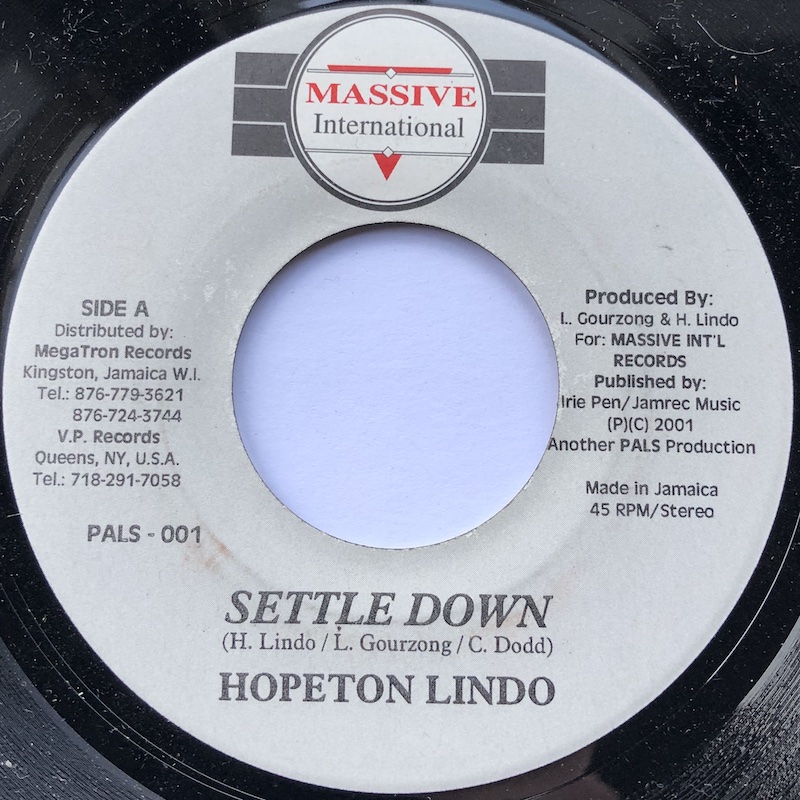 MASSIVE
International
SIDE A
Distributed by:
MegaTron Records
Kingston, Jamaica W.I.
Tel.: 876-779-3621
876-724-3744
V.P. Records
Queens, NY, U.S.A.
Tel.: 718-291-7058
PALS - 001
Produced By:
L. Gourzong & H. Lindo
For: MASSIVE INT'L
RECORDS
Published by:
Irie Pen/Jamrec Music
(P)(C) 2001
Another PALS Production
Made in Jamaica
45 RPM/Stereo
SETTLE DOWN
(H. Lindo / L. Gourzong / C. Dodd)
HOPETON LINDO